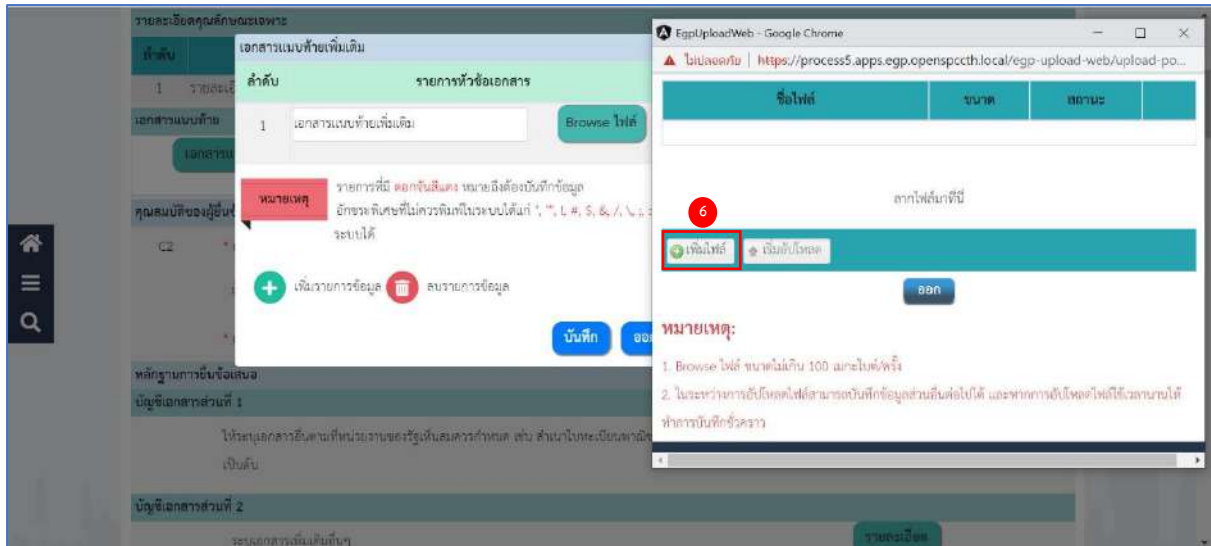 รายละเอียดคุณลักษณะเฉพาะ
ลำดับ
1 รายละเอี
เอกสารแนบท้าย
เอกสารแน
คุณสมบัติของผู้ยื่นข้
C2 *
*
หลักฐานการยื่นข้อเสนอ
บัญชีเอกสารส่วนที่ 1
ให้ระบุเอกสารอื่นตามที่หน่วยงานของรัฐเห็นสมควรกำหนด เช่น สำเนาใบทะเบียนพาณิช
เป็นต้น
บัญชีเอกสารส่วนที่ 2
ระบุเอกสารเพิ่มเติมอื่นๆ
รายละเอียด
เอกสารแนบท้ายเพิ่มเติม
ลำดับ รายการหัวข้อเอกสาร
1 เอกสารแนบท้ายเพิ่มเติม Browse ไฟล์
หมายเหตุ
รายการที่มี ดอกจันสีแดง หมายถึงต้องบันทึกข้อมูล
อักขระพิเศษที่ไม่ควรพิมพ์ในระบบได้แก่
ระบบได้
เพิ่มรายการข้อมูล ลบรายการข้อมูล
บันทึก ออ
EgpUploadWeb - Google Chrome
ไม่ปลอดภัย | https://process5.apps.egp.openspccth.local/egp-upload-web/upload-po...
ชื่อไฟล์ ขนาด สถานะ
ลากไฟล์มาที่นี่
6
เพิ่มไฟล์ เริ่มอัปโหลด
ออก
หมายเหตุ:
1. Browse ไฟล์ ขนาดไม่เกิน 100 เมกะไบต์/ครั้ง
2. ในระหว่างการอัปโหลดไฟล์สามารถบันทึกข้อมูลส่วนอื่นต่อไปได้ และหากการอัปโหลดไฟล์ใช้เวลานานให้
ทำการบันทึกชั่วคราว